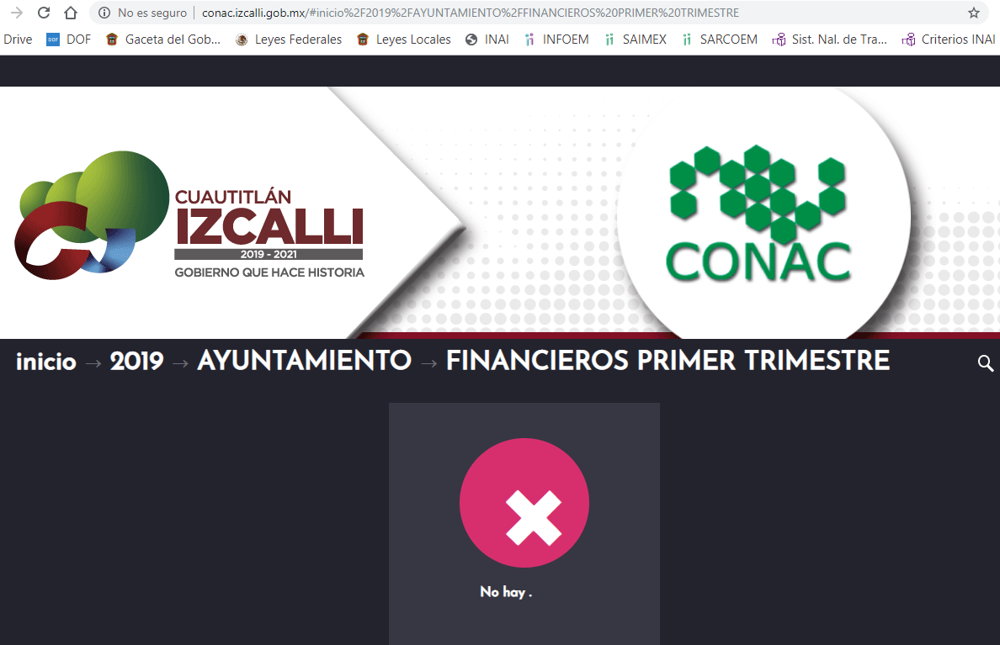 No es seguro | conac.izcalli.gob.mx/#inicio%2F2019%2FAYUNTAMIENTO%2FFINANCIEROS%20PRIMER%20TRIMESTRE
Drive DOF DOF Gaceta del Gob... Leyes Federales Leyes Locales INAI INFOEM SAIMEX SARCOEM Sist. Nal. de Tra... Criterios INAI
CUAUTITLÁN
IZCALLI
2019 - 2021
GOBIERNO QUE HACE HISTORIA
CONAC
inicio → 2019 → AYUNTAMIENTO → FINANCIEROS PRIMER TRIMESTRE
No hay .